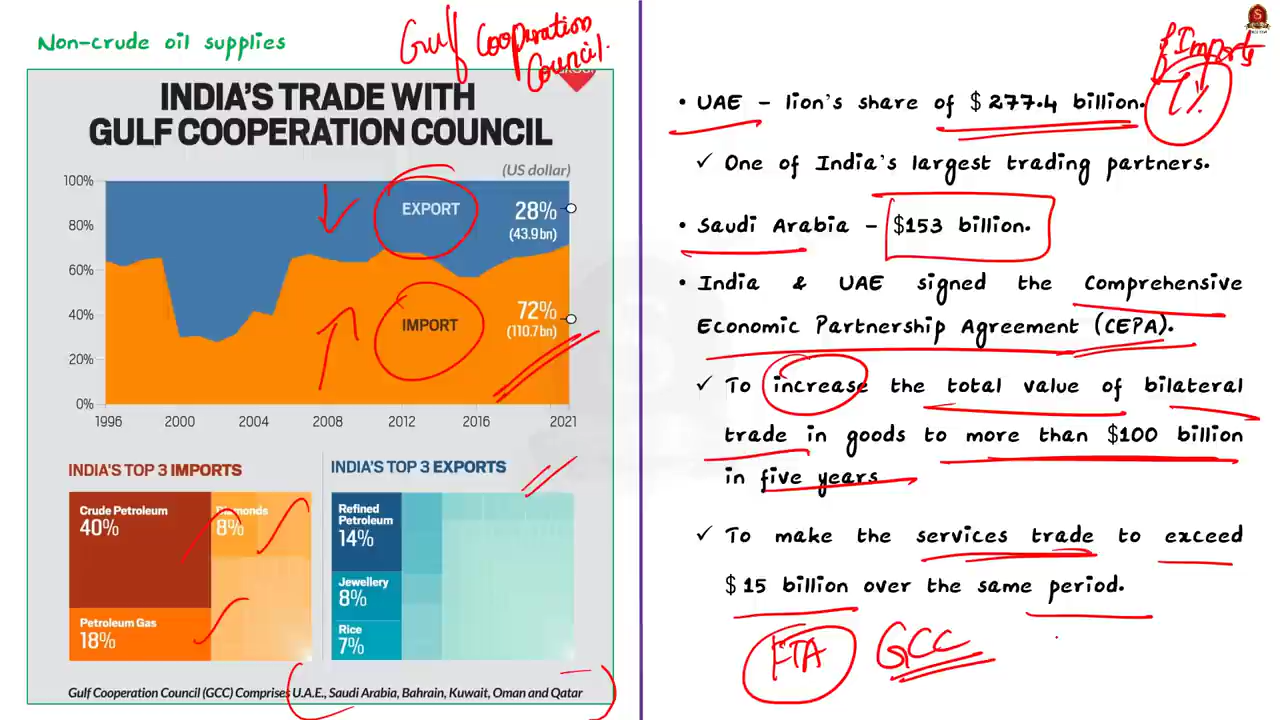 Non-crude oil supplies
Gulf Cooperation
Council.
INDIA'S TRADE WITH
GULF COOPERATION COUNCIL
(US dollar)
100%
80%
60%
40%
20%
0%
EXPORT
28%
(43.9bn)
IMPORT
72%
(110.7bn)
1996
2000
2004
2008
2012
2016
2021
INDIA'S TOP 3 IMPORTS
Crude Petroleum
40%
Diamonds
8%
Petroleum Gas
18%
INDIA'S TOP 3 EXPORTS
Refined
Petroleum
14%
Jewellery
8%
Rice
7%
Gulf Cooperation Council (GCC) Comprises U.A.E., Saudi Arabia, Bahrain, Kuwait, Oman and Qatar
Imports
• UAE – lion's share of $ 277.4 billion.
✓ One of India's largest trading partners.
• Saudi Arabia – $153 billion.
• India & UAE signed the Comprehensive
Economic Partnership Agreement (CEPA).
✓ To increase the total value of bilateral
trade in goods to more than $100 billion
in five years
✓ To make the services trade to exceed
$ 15 billion over the same period.
FTA GCC